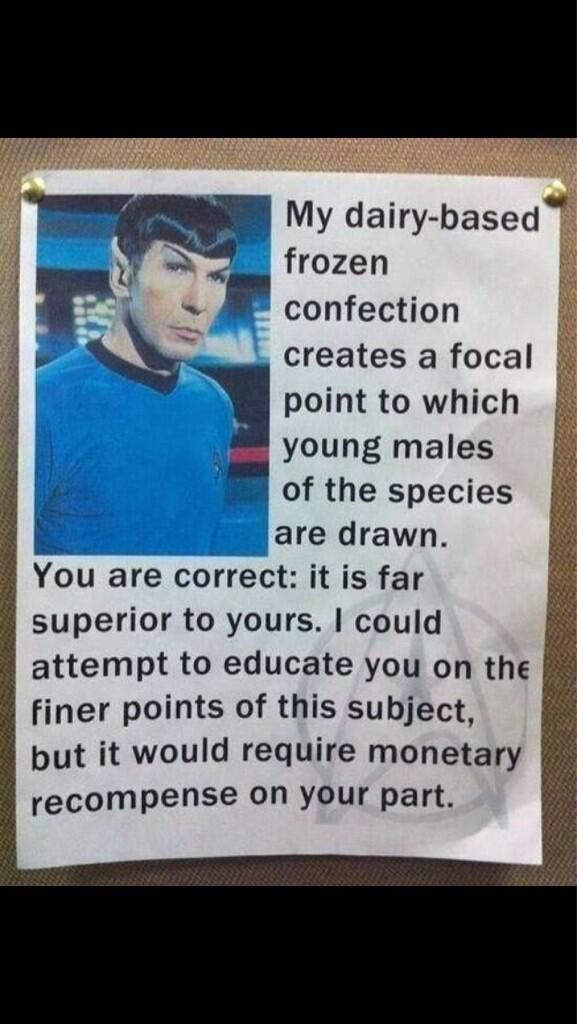 My dairy-based
frozen
confection
creates a focal
point to which
young males
of the species
are drawn.
You are correct: it is far
superior to yours. I could
attempt to educate you on the
finer points of this subject,
but it would require monetary
recompense on your part.